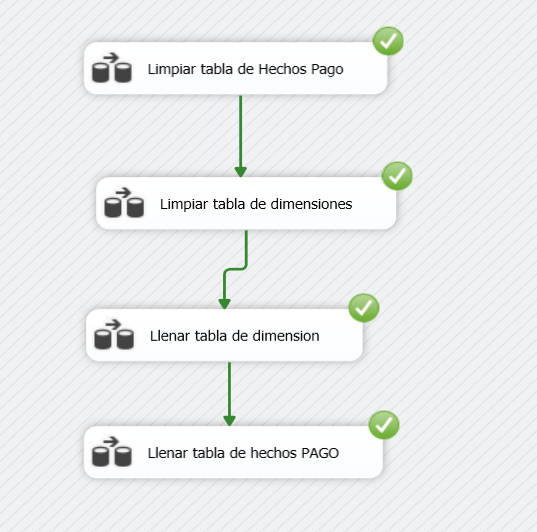 Limpiar tabla de Hechos Pago
Limpiar tabla de dimensiones
Llenar tabla de dimension
Llenar tabla de hechos PAGO